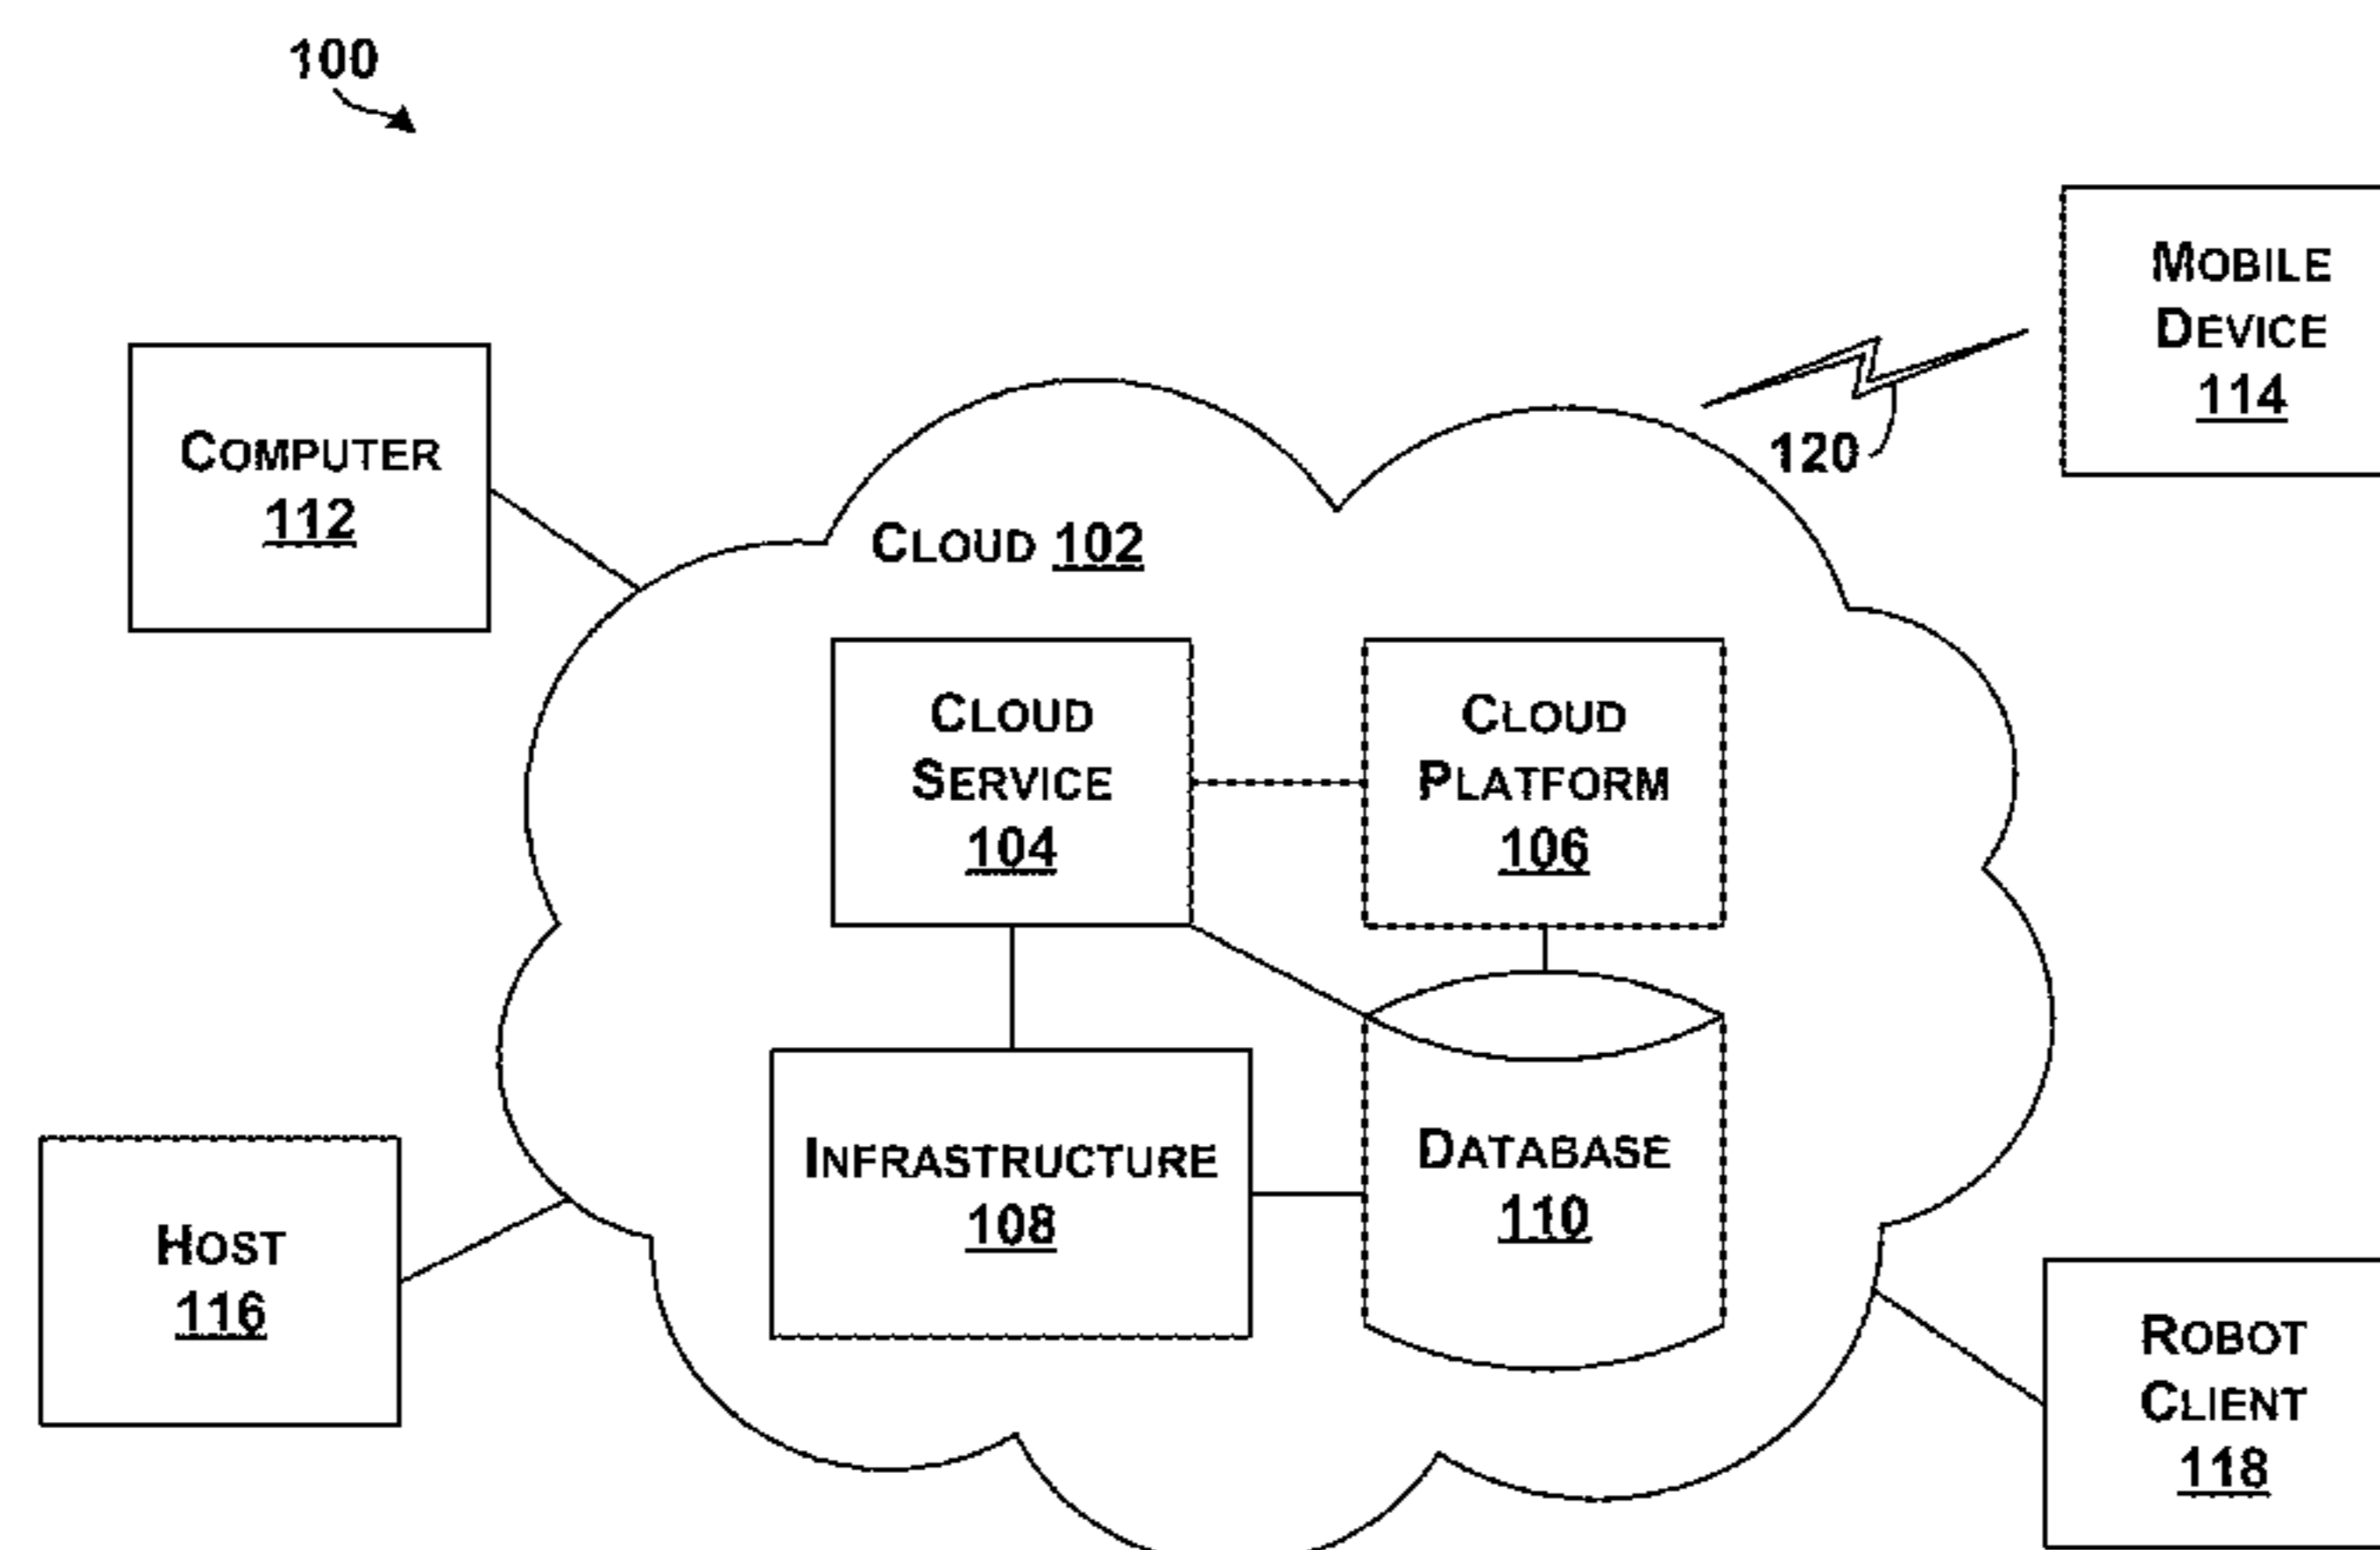 100
MOBILE
DEVICE
114
COMPUTER
112
120
CLOUD 102
CLOUD
SERVICE
104
CLOUD
PLATFORM
106
INFRASTRUCTURE
108
DATABASE
110
HOST
116
ROBOT
CLIENT
118